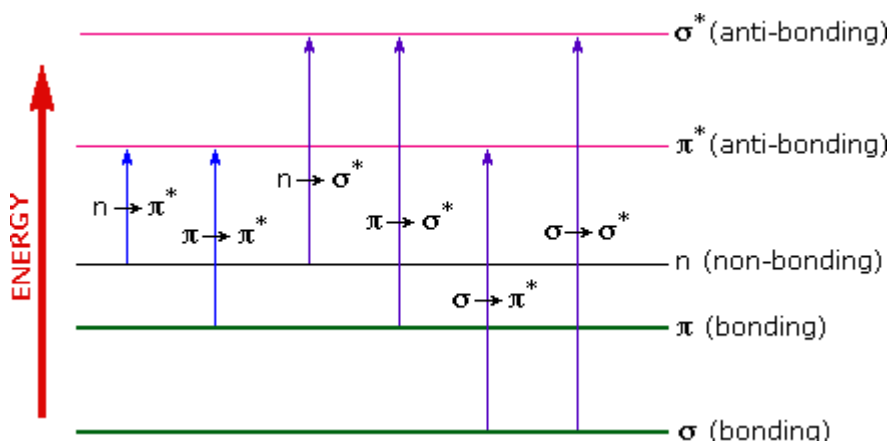 σ* (anti-bonding)
π* (anti-bonding)
n→σ*
n→π*
π→π*
π→σ*
σ→σ*
n (non-bonding)
σ→π*
π (bonding)
σ (bonding)
ENERGY